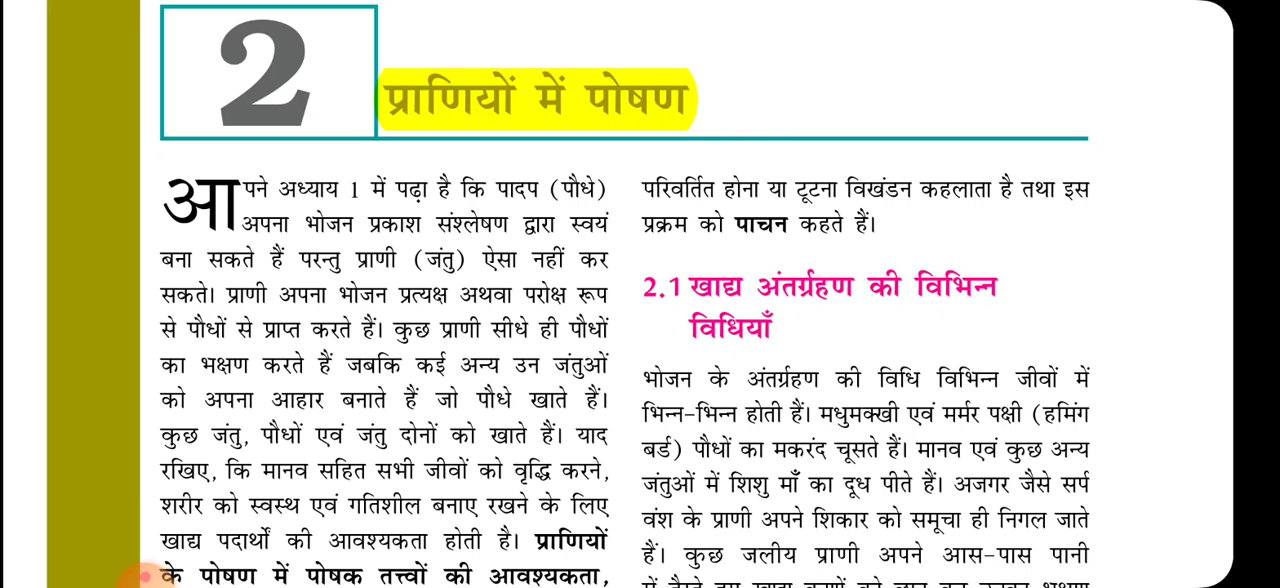 2
प्राणियों में पोषण
आपने अध्याय 1 में पढ़ा है कि पादप (पौधे)
अपना भोजन प्रकाश संश्लेषण द्वारा स्वयं
बना सकते हैं परन्तु प्राणी (जंतु) ऐसा नहीं कर
सकते। प्राणी अपना भोजन प्रत्यक्ष अथवा परोक्ष रूप
से पौधों से प्राप्त करते हैं। कुछ प्राणी सीधे ही पौधों
का भक्षण करते हैं जबकि कई अन्य उन जंतुओं
को अपना आहार बनाते हैं जो पौधे खाते हैं।
कुछ जंतु, पौधों एवं जंतु दोनों को खाते हैं। याद
रखिए, कि मानव सहित सभी जीवों को वृद्धि करने,
शरीर को स्वस्थ एवं गतिशील बनाए रखने के लिए
खाद्य पदार्थों की आवश्यकता होती है। प्राणियों
के पोषण में पोषक तत्त्वों की आवश्यकता,
परिवर्तित होना या टूटना विखंडन कहलाता है तथा इस
प्रक्रम को पाचन कहते हैं।
2.1 खाद्य अंतर्ग्रहण की विभिन्न
विधियाँ
भोजन के अंतर्ग्रहण की विधि विभिन्न जीवों में
भिन्न-भिन्न होती हैं। मधुमक्खी एवं मर्मर पक्षी (हमिंग
बर्ड) पौधों का मकरंद चूसते हैं। मानव एवं कुछ अन्य
जंतुओं में शिशु माँ का दूध पीते हैं। अजगर जैसे सर्प
वंश के प्राणी अपने शिकार को समूचा ही निगल जाते
हैं। कुछ जलीय प्राणी अपने आस-पास पानी